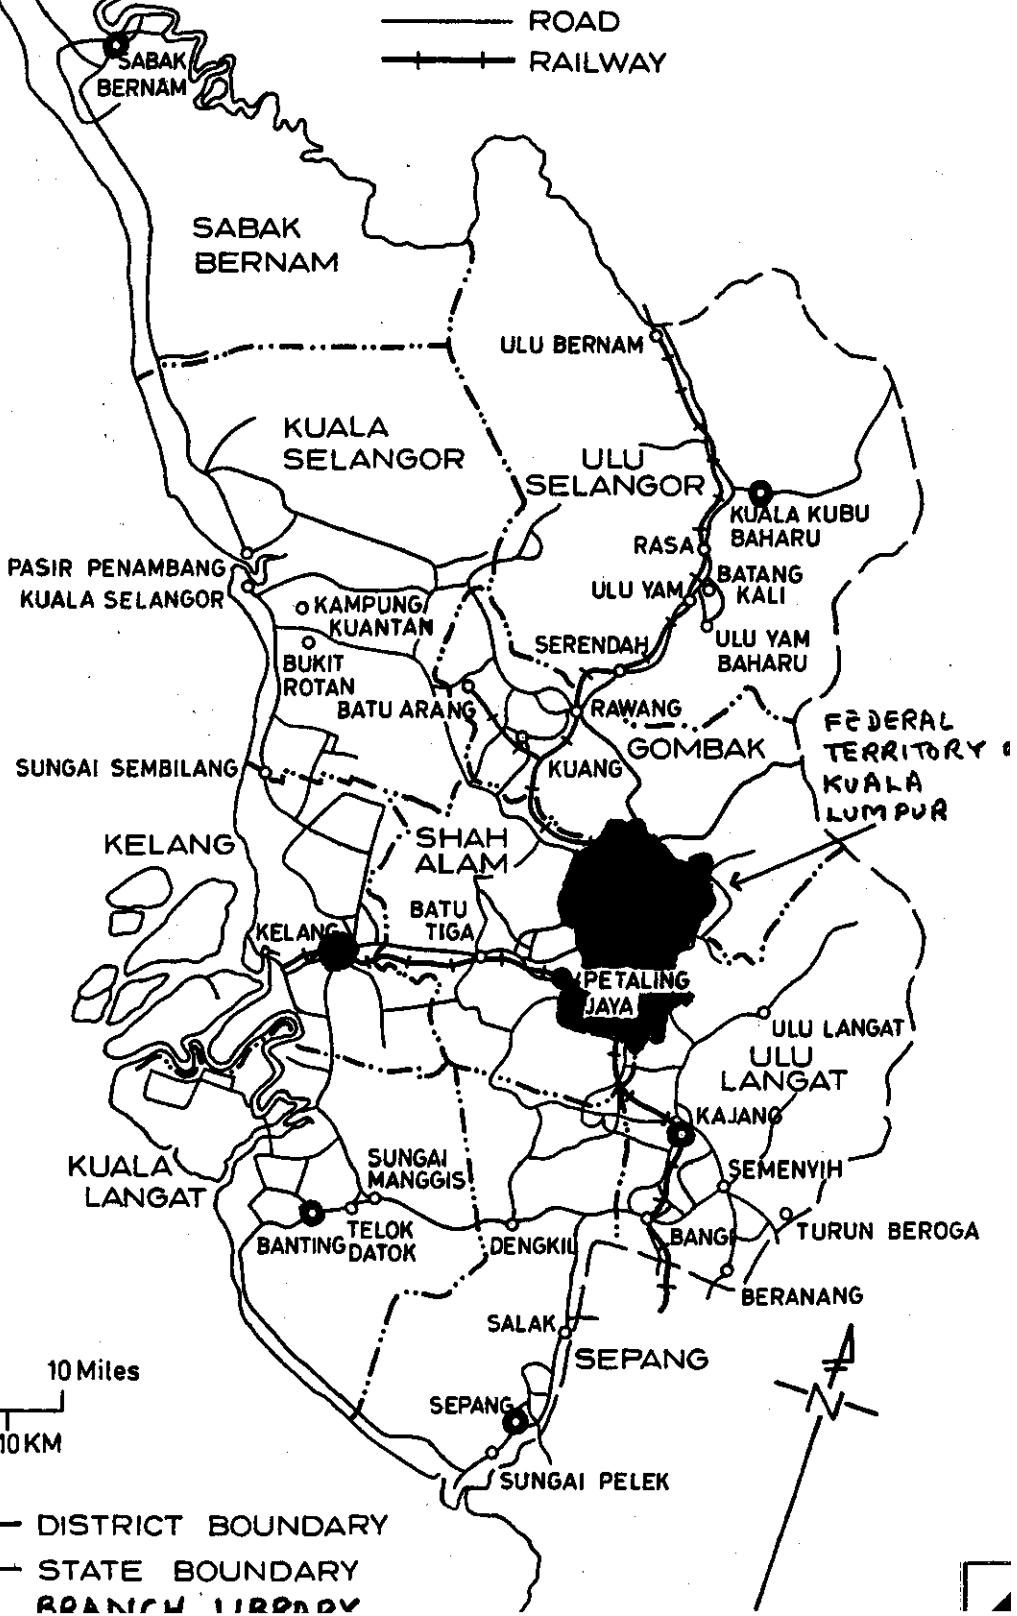 ROAD
RAILWAY
SABAK
BERNAM
SABAK
BERNAM
ULU BERNAM
KUALA
SELANGOR
ULU
SELANGOR
KUALA KUBU
BAHARU
RASA
PASIR PENAMBANG
KUALA SELANGOR
ULU YAM
BATANG
KALI
KAMPUNG
KUANTAN
ULU YAM
BAHARU
SERENDAH
BUKIT
ROTAN
BATU ARANG
RAWANG
GOMBAK
FEDERAL
TERRITORY
KUALA
LUMPUR
SUNGAI SEMBILANG
KUANG
KELANG
SHAH
ALAM
BATU
TIGA
KELANG
PETALING
JAYA
ULU LANGAT
ULU
LANGAT
KAJANG
KUALA
LANGAT
SUNGAI
MANGGIS
SEMENYIH
BANTING
TELOK
DATOK
DENGKIL
BANGI
TURUN BEROGA
BERANANG
SALAK
SEPANG
10 Miles
SEPANG
N
10 KM
SUNGAI PELEK
DISTRICT BOUNDARY
STATE BOUNDARY
BRANCH LIBRARY